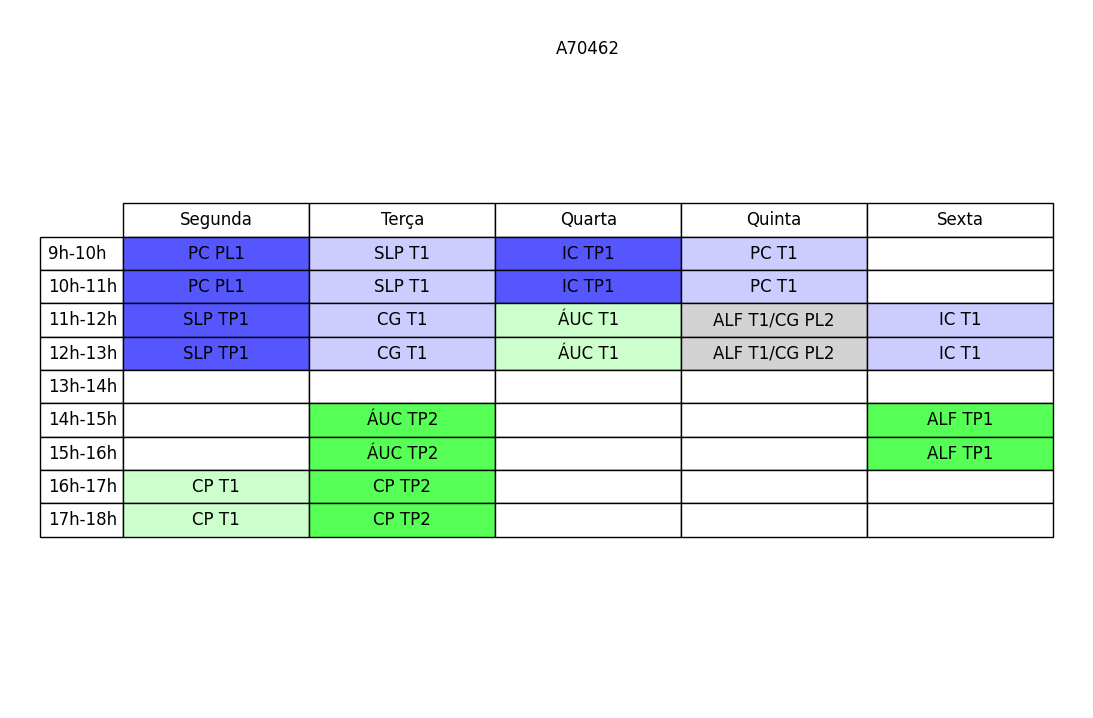 A70462
Segunda Terça Quarta Quinta Sexta
9h-10h PC PL1 SLP T1 IC TP1 PC T1
10h-11h PC PL1 SLP T1 IC TP1 PC T1
11h-12h SLP TP1 CG T1 ÁUC T1 ALF T1/CG PL2 IC T1
12h-13h SLP TP1 CG T1 ÁUC T1 ALF T1/CG PL2 IC T1
13h-14h
14h-15h ÁUC TP2 ALF TP1
15h-16h ÁUC TP2 ALF TP1
16h-17h CP T1 CP TP2
17h-18h CP T1 CP TP2